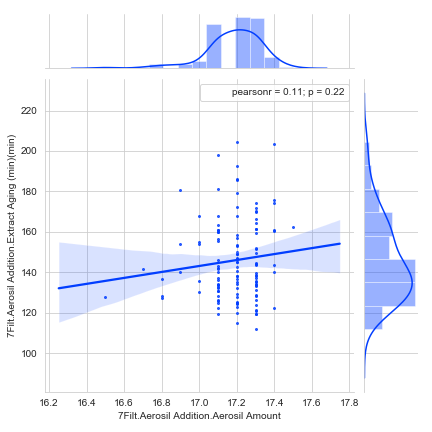 pearsonr = 0.11; p = 0.22
220
200
180
160
140
120
100
7Filt.Aerosil Addition.Extract Aging (min)(min)
16.2 16.4 16.6 16.8 17.0 17.2 17.4 17.6 17.8
7Filt.Aerosil Addition.Aerosil Amount